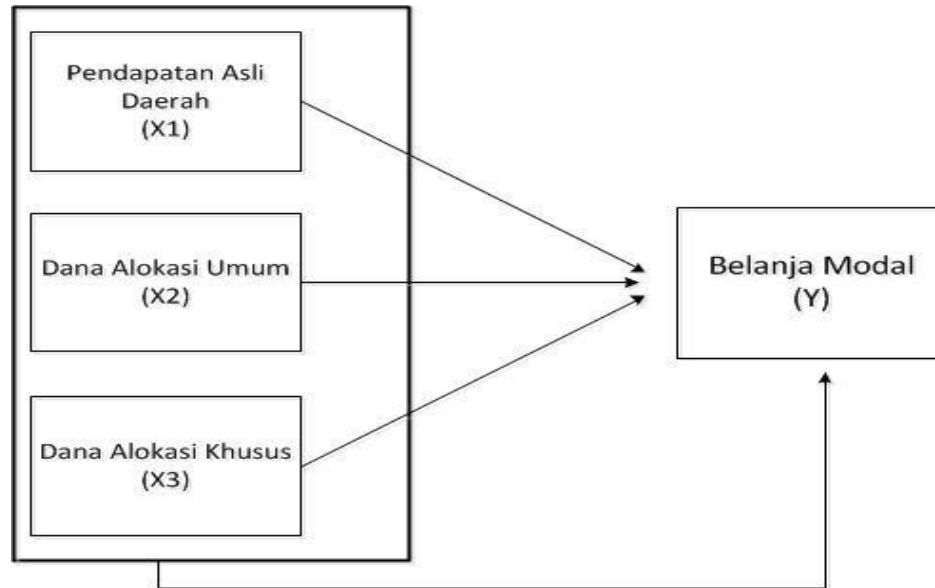 Pendapatan Asli
Daerah
(X1)
Dana Alokasi Umum
(X2)
Dana Alokasi Khusus
(X3)
Belanja Modal
(Y)